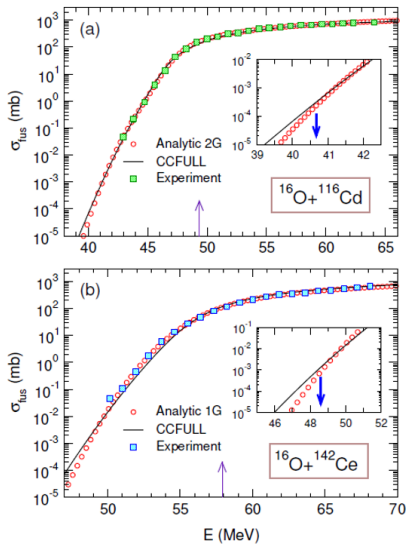 (a)
10^3
10^2
10^1
10^0
10^-1
10^-2
10^-3
10^-4
10^-5
σ_fus (mb)
10^-2
10^-3
10^-4
10^-5
39 40 41 42
Analytic 2G
CCFULL
Experiment
^16O+^116Cd
40 45 50 55 60 65
(b)
10^3
10^2
10^1
10^0
10^-1
10^-2
10^-3
10^-4
10^-5
σ_fus (mb)
10^-1
10^-2
10^-3
10^-4
10^-5
46 48 50 52
Analytic 1G
CCFULL
Experiment
^16O+^142Ce
50 55 60 65 70
E (MeV)